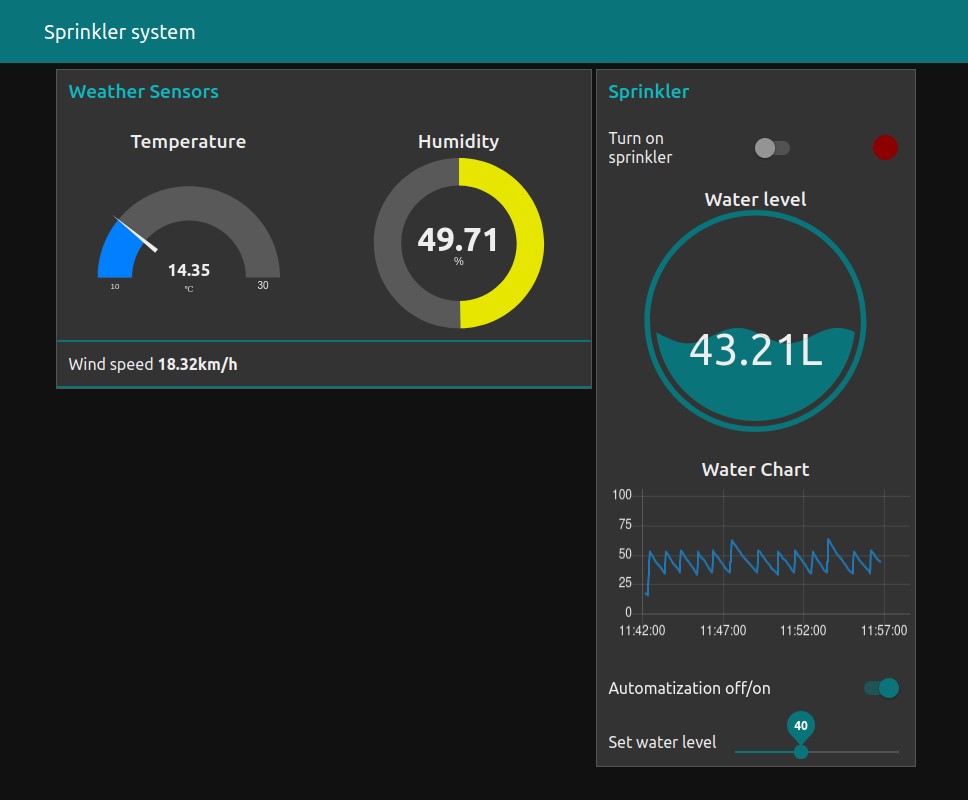 Sprinkler system
Weather Sensors
Temperature
14.35
℃
10
30
Humidity
49.71
%
Wind speed 18.32km/h
Sprinkler
Turn on
sprinkler
Water level
43.21L
Water Chart
100
75
50
25
0
11:42:00 11:47:00 11:52:00 11:57:00
Automatization off/on
40
Set water level